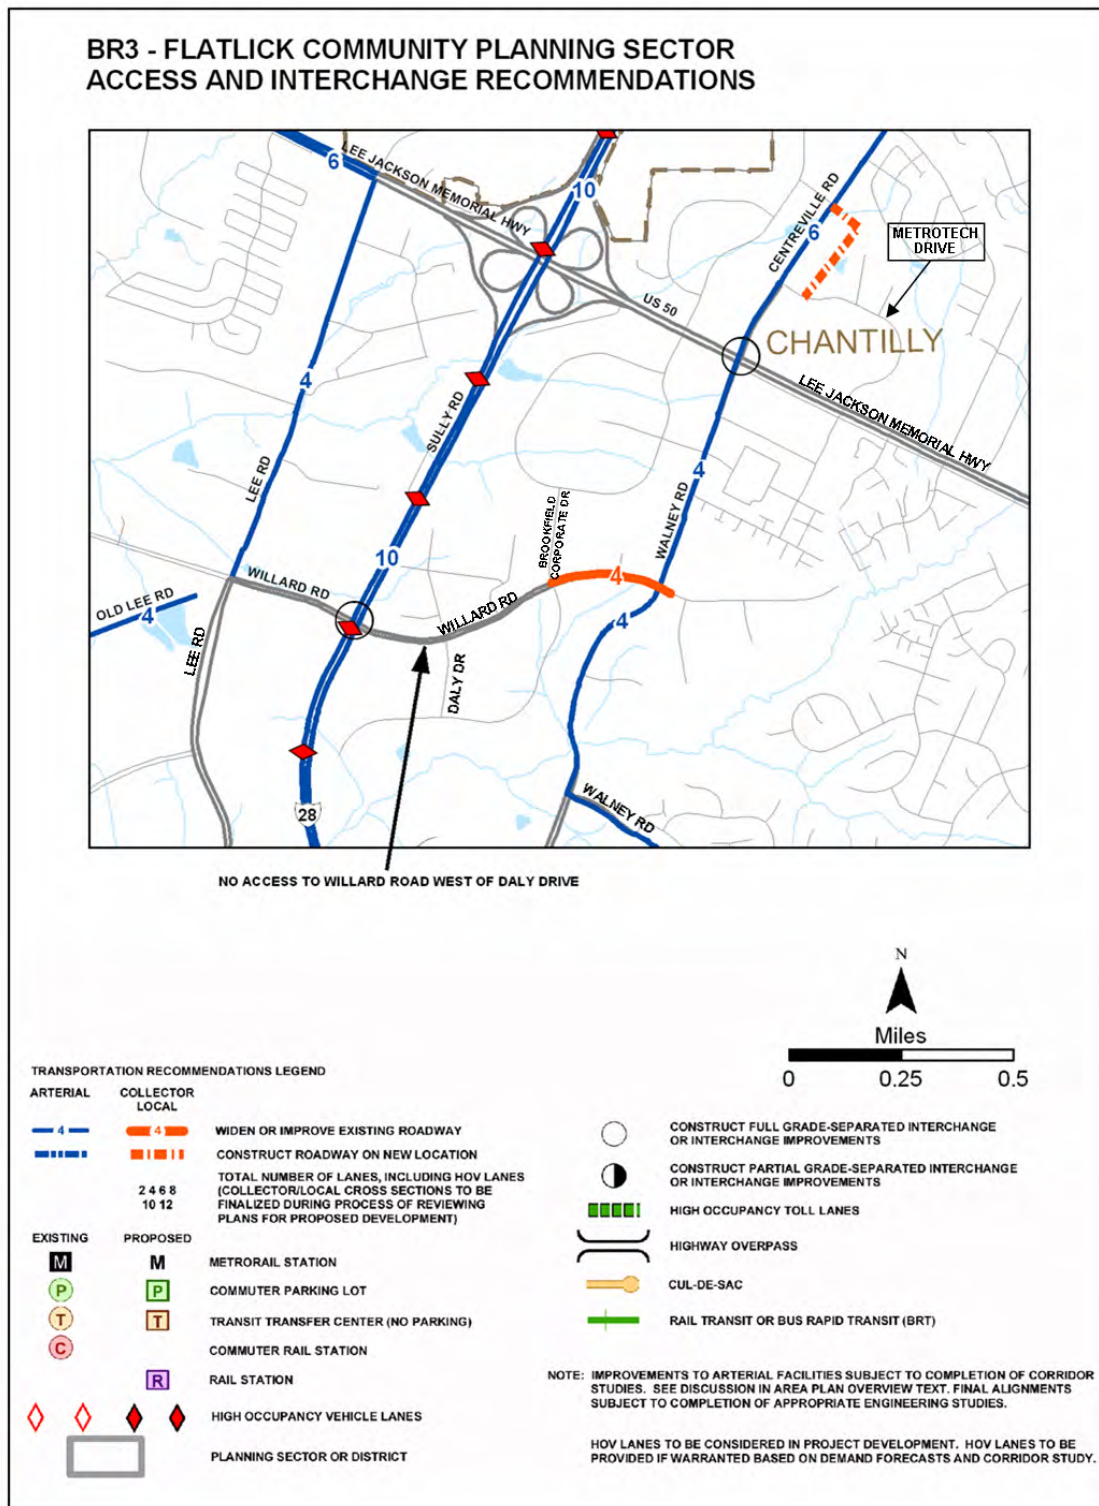 BR3 - FLATLICK COMMUNITY PLANNING SECTOR
ACCESS AND INTERCHANGE RECOMMENDATIONS
6
LEE JACKSON MEMORIAL HWY
10
CENTREVILLE RD
6
METROTECH
DRIVE
US 50
CHANTILLY
4
SULLY RD
LEE JACKSON MEMORIAL HWY
LEE RD
4
WALNEY RD
BROOKFIELD
CORPORATE DR
10
WILLARD RD
4
OLD LEE RD
4
WILLARD RD
4
LEE RD
DALY DR
28
WALNEY RD
NO ACCESS TO WILLARD ROAD WEST OF DALY DRIVE
N
Miles
0 0.25 0.5
TRANSPORTATION RECOMMENDATIONS LEGEND
ARTERIAL COLLECTOR
LOCAL
4 4 WIDEN OR IMPROVE EXISTING ROADWAY
CONSTRUCT ROADWAY ON NEW LOCATION
2 4 6 8
10 12
TOTAL NUMBER OF LANES, INCLUDING HOV LANES
(COLLECTOR/LOCAL CROSS SECTIONS TO BE
FINALIZED DURING PROCESS OF REVIEWING
PLANS FOR PROPOSED DEVELOPMENT)
EXISTING PROPOSED
M M METRORAIL STATION
P P COMMUTER PARKING LOT
T T TRANSIT TRANSFER CENTER (NO PARKING)
C COMMUTER RAIL STATION
R RAIL STATION
HIGH OCCUPANCY VEHICLE LANES
PLANNING SECTOR OR DISTRICT
CONSTRUCT FULL GRADE-SEPARATED INTERCHANGE
OR INTERCHANGE IMPROVEMENTS
CONSTRUCT PARTIAL GRADE-SEPARATED INTERCHANGE
OR INTERCHANGE IMPROVEMENTS
HIGH OCCUPANCY TOLL LANES
HIGHWAY OVERPASS
CUL-DE-SAC
RAIL TRANSIT OR BUS RAPID TRANSIT (BRT)
NOTE: IMPROVEMENTS TO ARTERIAL FACILITIES SUBJECT TO COMPLETION OF CORRIDOR
STUDIES. SEE DISCUSSION IN AREA PLAN OVERVIEW TEXT. FINAL ALIGNMENTS
SUBJECT TO COMPLETION OF APPROPRIATE ENGINEERING STUDIES.
HOV LANES TO BE CONSIDERED IN PROJECT DEVELOPMENT. HOV LANES TO BE
PROVIDED IF WARRANTED BASED ON DEMAND FORECASTS AND CORRIDOR STUDY.